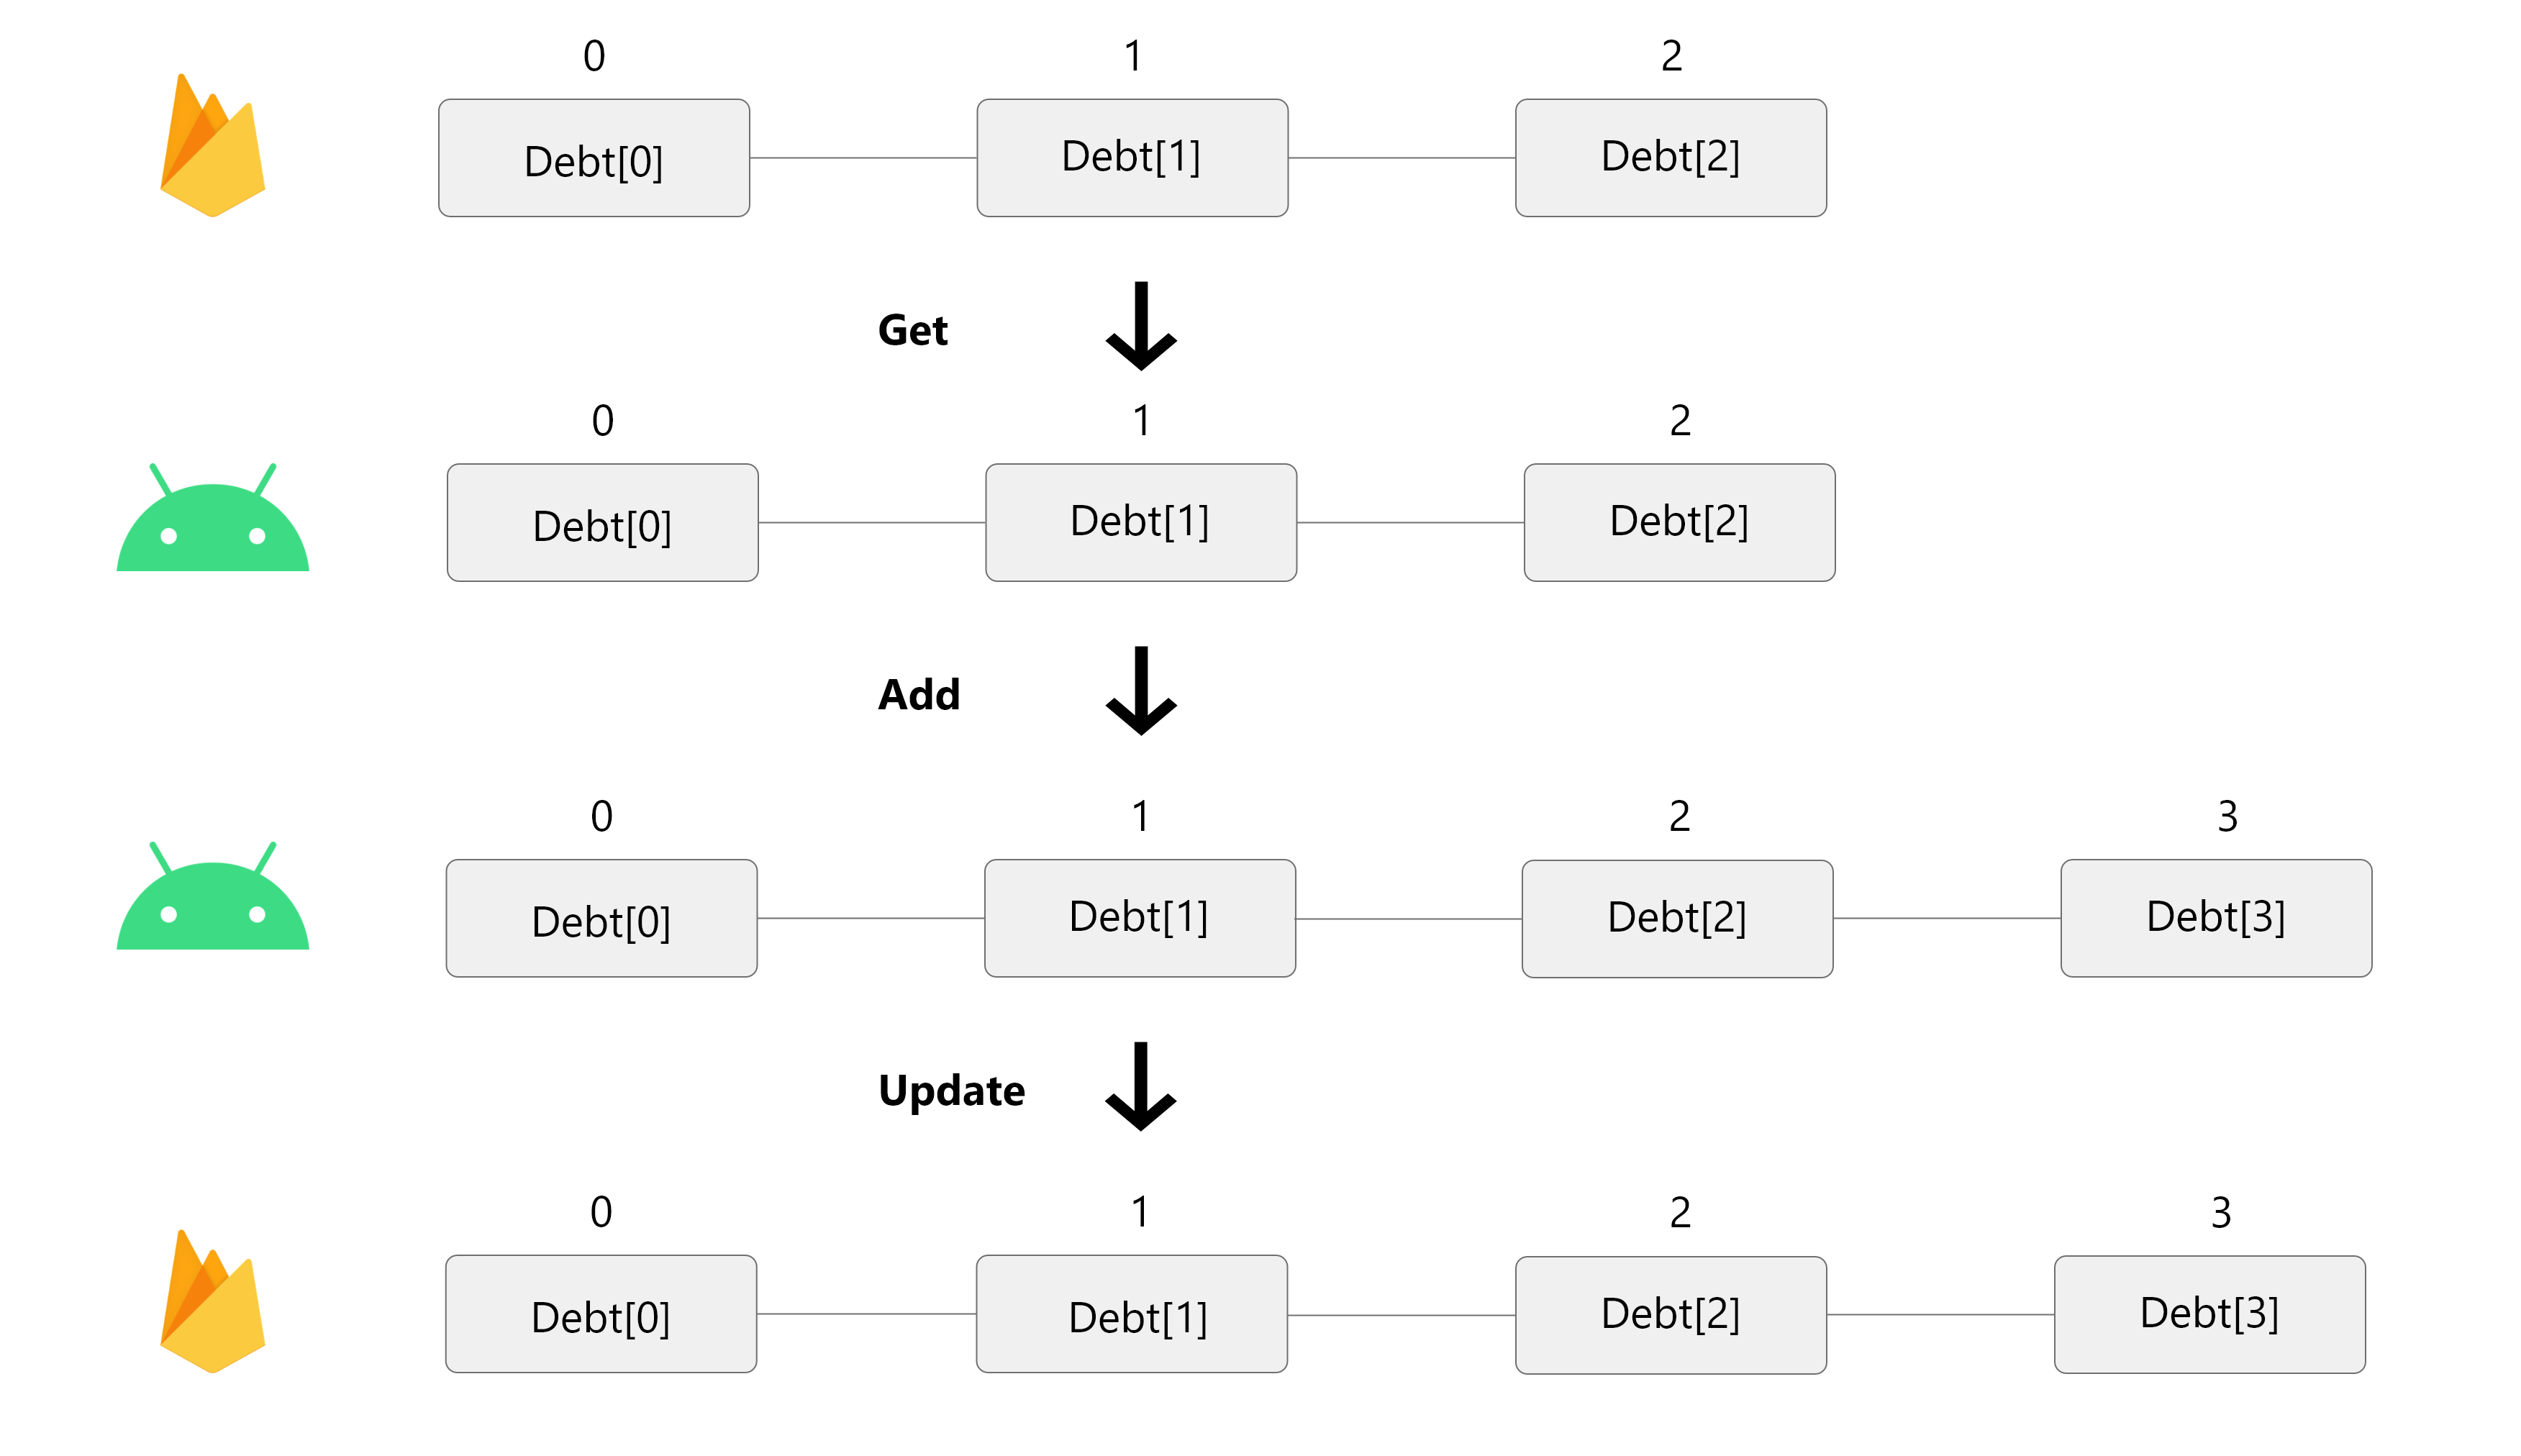 0 1 2
Debt[0] Debt[1] Debt[2]
Get
0 1 2
Debt[0] Debt[1] Debt[2]
Add
0 1 2 3
Debt[0] Debt[1] Debt[2] Debt[3]
Update
0 1 2 3
Debt[0] Debt[1] Debt[2] Debt[3]